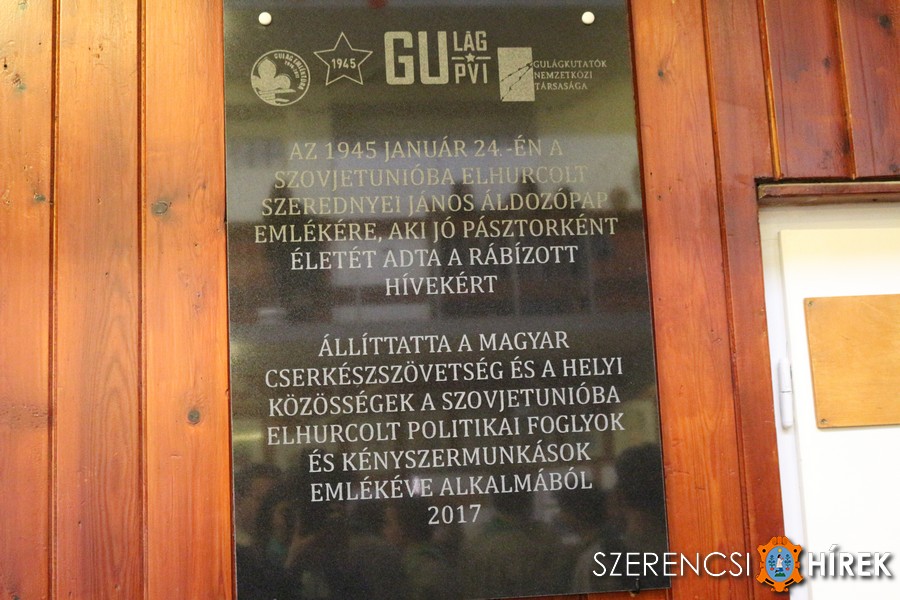 1945
GULÁG
PVI
GULÁGKUTATÓK
NEMZETKÖZI
TÁRSASÁGA
AZ 1945 JANUÁR 24.-ÉN A
SZOVJETUNIÓBA ELHURCOLT
SZEREDNYEI JÁNOS ÁLDOZÓPAP
EMLÉKÉRE, AKI JÓ PÁSZTORKÉNT
ÉLETÉT ADTA A RÁBÍZOTT
HÍVEKÉRT
ÁLLÍTTATTA A MAGYAR
CSERKÉSZSZÖVETSÉG ÉS A HELYI
KÖZÖSSÉGEK A SZOVJETUNIÓBA
ELHURCOLT POLITIKAI FOGLYOK
ÉS KÉNYSZERMUNKÁSOK
EMLÉKÉVE ALKALMÁBÓL
2017
SZERENCSI HÍREK